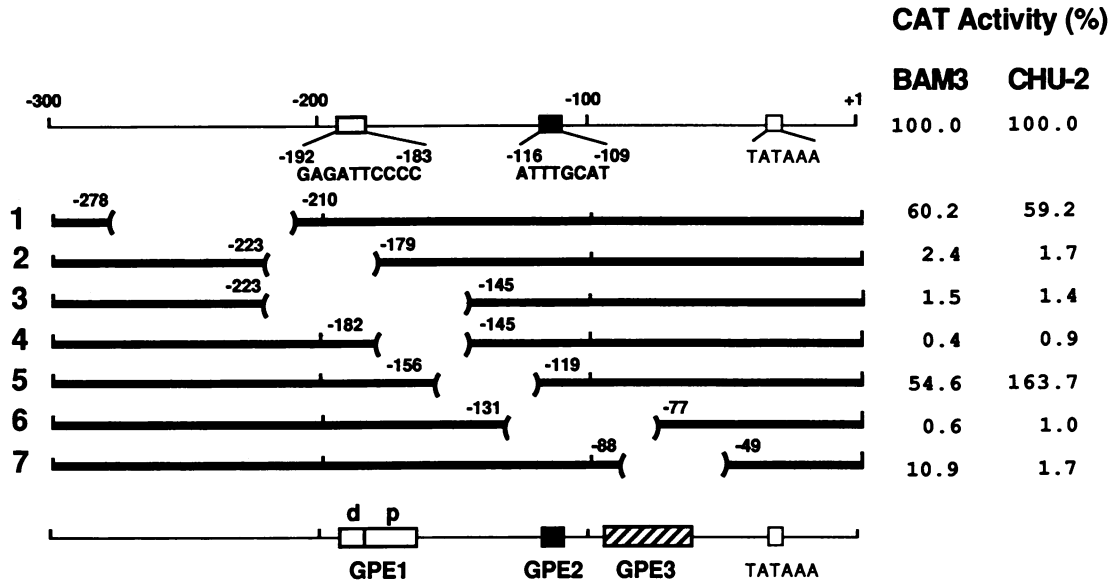 CAT Activity (%)
BAM3 CHU-2
-300 -200 -100 +1
100.0 100.0
-192 -183 -116 -109 TATAAA
GAGATTCCCC ATTTGCAT
1 -278 -210 60.2 59.2
2 -223 -179 2.4 1.7
3 -223 -145 1.5 1.4
4 -182 -145 0.4 0.9
5 -156 -119 54.6 163.7
6 -131 -77 0.6 1.0
7 -88 -49 10.9 1.7
d p
GPE1 GPE2 GPE3 TATAAA